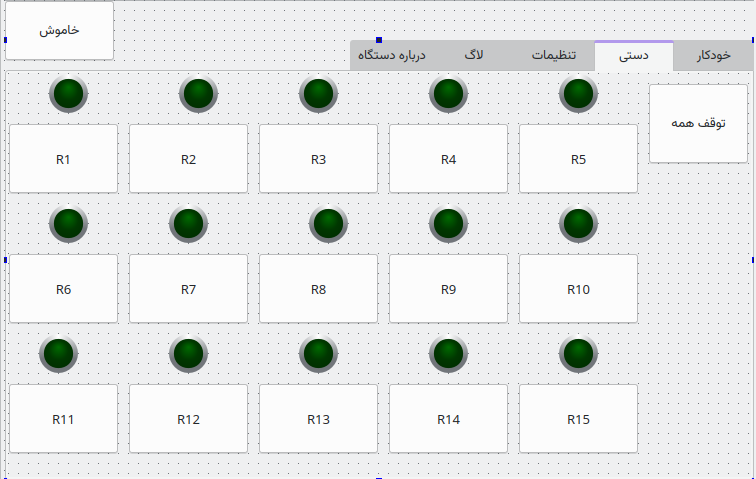 خاموش
خودکار
دستی
تنظیمات
لاگ
درباره دستگاه
توقف همه
R1
R2
R3
R4
R5
R6
R7
R8
R9
R10
R11
R12
R13
R14
R15